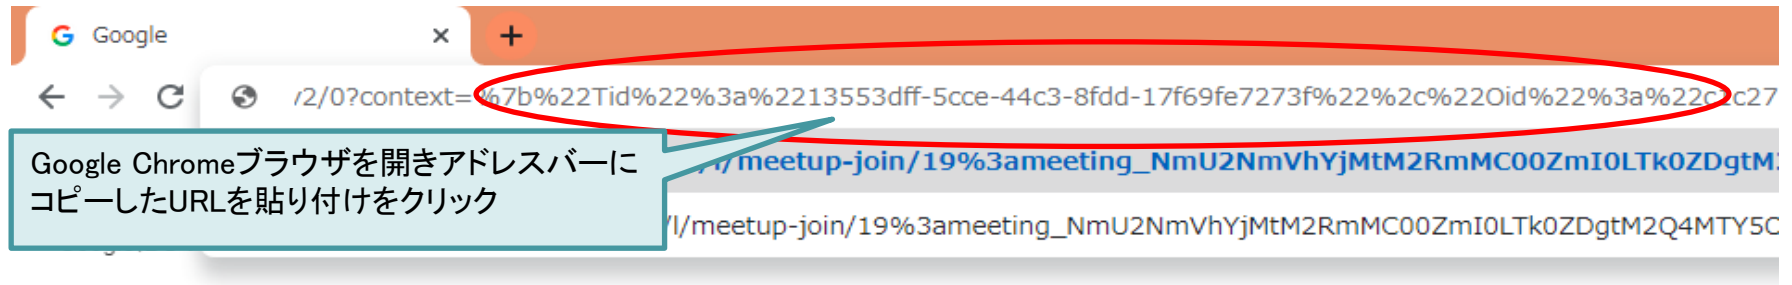 Google
/2/0?context=%7b%22Tid%22%3a%2213553dff-5cce-44c3-8fdd-17f69fe7273f%22%2c%22Oid%22%3a%22c1c27
Google Chromeブラウザを開きアドレスバーに
コピーしたURLを貼り付けをクリック
/l/meetup-join/19%3ameeting_NmU2NmVhYjMtM2RmMC00ZmI0LTk0ZDgtM2
/l/meetup-join/19%3ameeting_NmU2NmVhYjMtM2RmMC00ZmI0LTk0ZDgtM2Q4MTY5O